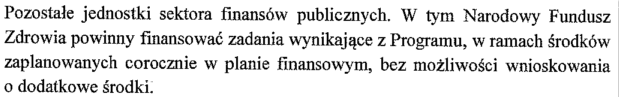 Pozostałe jednostki sektora finansów publicznych. W tym Narodowy Fundusz
Zdrowia powinny finansować zadania wynikające z Programu, w ramach środków
zaplanowanych corocznie w planie finansowym, bez możliwości wnioskowania
o dodatkowe środki.